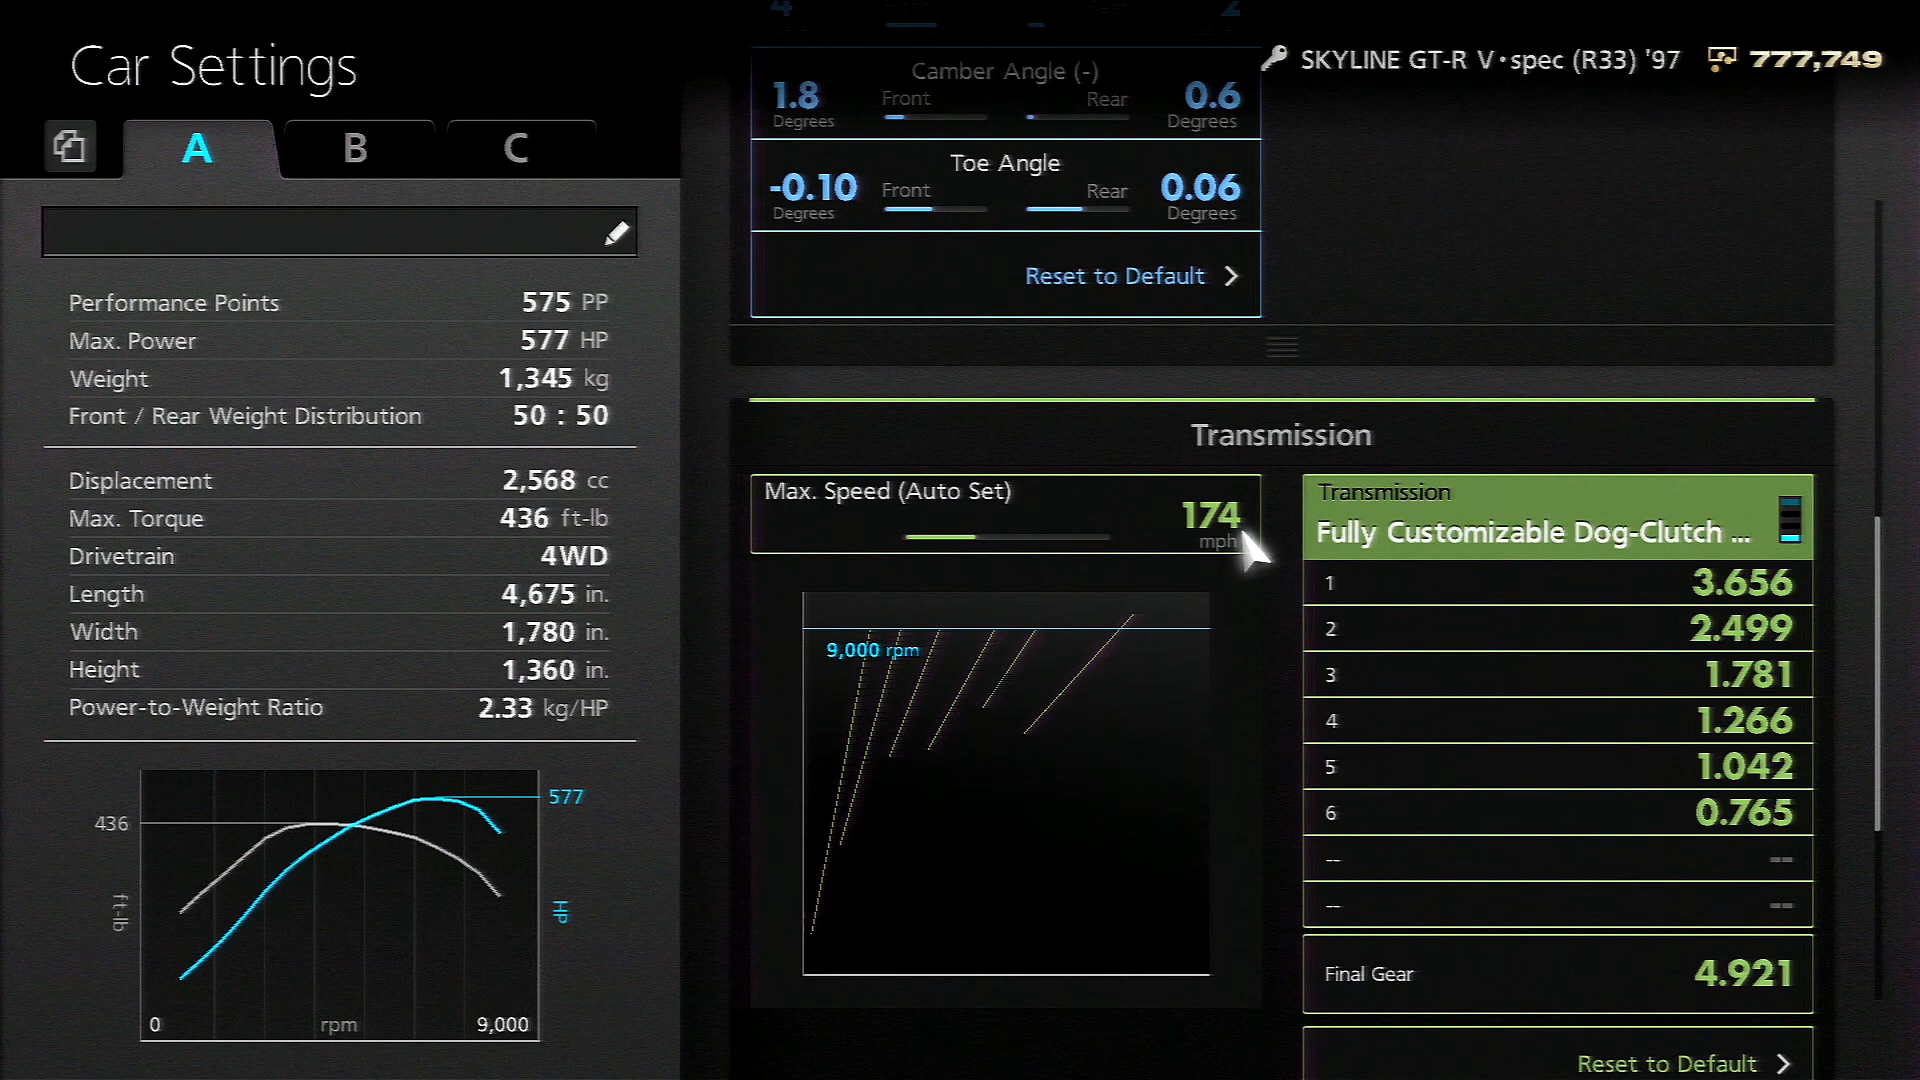 Car Settings
SKYLINE GT-R V・spec (R33) '97
777,749
A
B
C
Performance Points 575 PP
Max. Power 577 HP
Weight 1,345 kg
Front / Rear Weight Distribution 50 : 50
Displacement 2,568 cc
Max. Torque 436 ft-lb
Drivetrain 4WD
Length 4,675 in.
Width 1,780 in.
Height 1,360 in.
Power-to-Weight Ratio 2.33 kg/HP
577
436
ft-lb
HP
0 rpm 9,000
Camber Angle (-)
1.8 Front Rear 0.6
Degrees Degrees
Toe Angle
-0.10 Front Rear 0.06
Degrees Degrees
Reset to Default
Transmission
Max. Speed (Auto Set)
174
mph
9,000 rpm
Transmission
Fully Customizable Dog-Clutch ...
1 3.656
2 2.499
3 1.781
4 1.266
5 1.042
6 0.765
-- --
-- --
Final Gear 4.921
Reset to Default